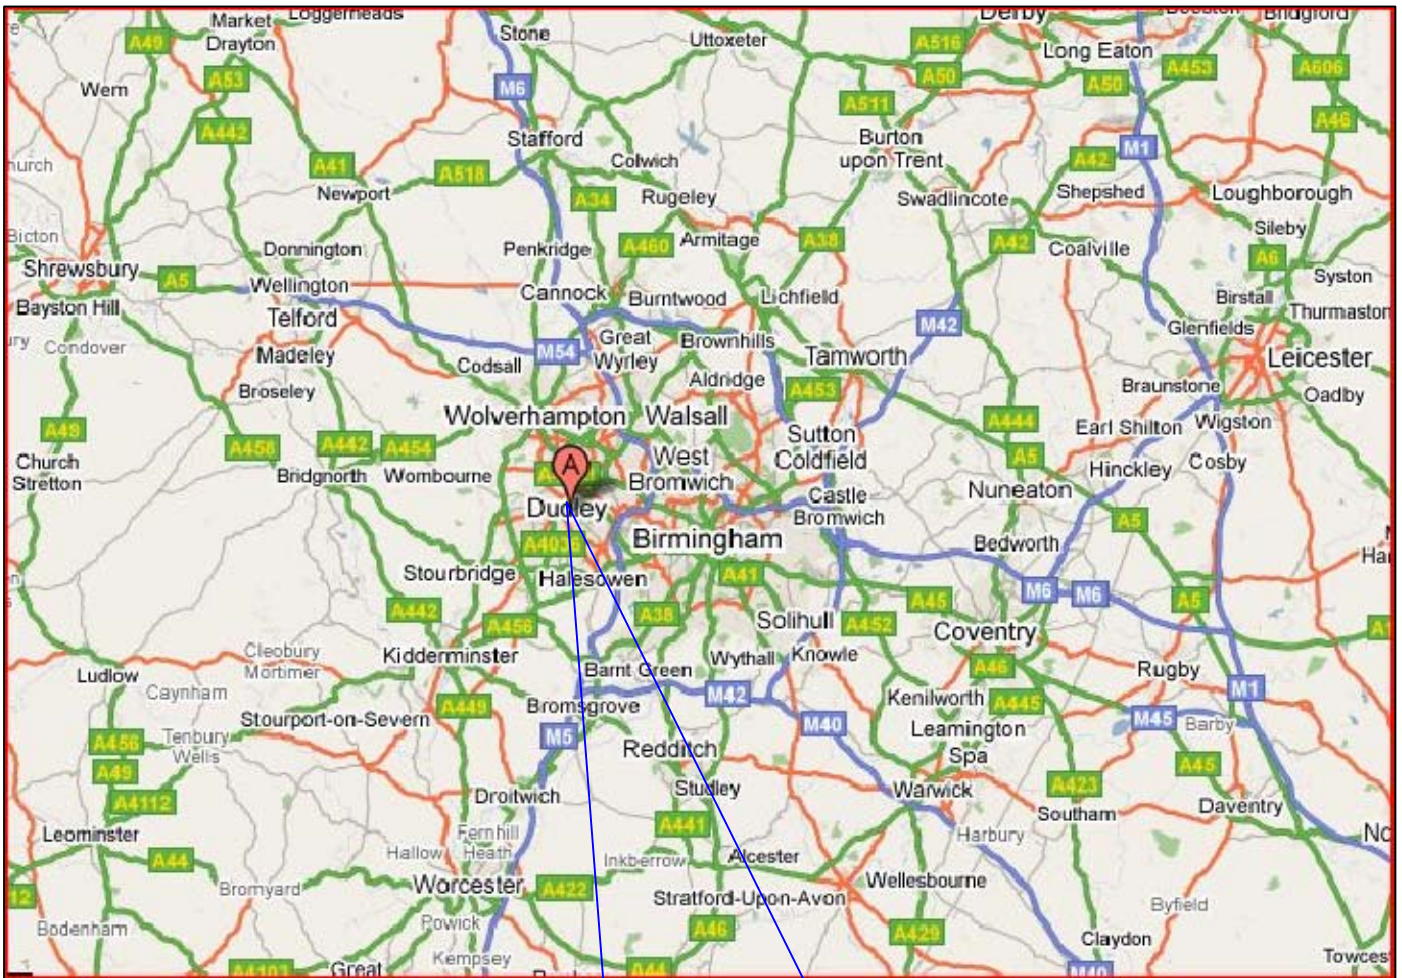 Market
Drayton
Loggerheads
Stone
Uttoxeter
Derby
Long Eaton
Bridgford
A49
A516
A453
A606
A53
M6
A50
A50
Wern
A511
A46
A442
Stafford
Burton
upon Trent
M1
A41
A518
Colwich
A42
Newport
A34
Rugeley
Swadlincote
Shepshed
Loughborough
Bicton
Donnington
Penkridge
A460
Armitage
A38
A42
Coalville
Sileby
A6
Shrewsbury
A5
Wellington
Cannock
Burntwood
Lichfield
Syston
Birstall
Bayston Hill
Telford
M42
Glenfields
Thurmaston
Condover
Madeley
M54
Great
Wyrley
Brownhills
Tamworth
Leicester
Codsall
Aldridge
A453
Braunstone
Oadby
Broseley
Wolverhampton
Walsall
A444
Earl Shilton
Wigston
A49
A458
A442
A454
Sutton
Coldfield
A5
Church
Stretton
Bridgnorth
Wombourne
A
West
Bromwich
Hinckley
Cosby
Dudley
Castle
Bromwich
Nuneaton
A5
Birmingham
Bedworth
Stourbridge
Halesowen
A41
M6
M6
A442
A456
A38
A45
A5
Solihull
A452
Coventry
Cleobury
Mortimer
Kidderminster
Barnt Green
Wythall
Knowle
A46
Rugby
Ludlow
Caynham
A449
Bromsgrove
M42
Kenilworth
A445
M1
Stourport-on-Severn
M5
M40
Leamington
Spa
M45
Barby
A456
Tenbury
Wells
Redditch
A49
A45
A4112
Droitwich
Studley
Warwick
A423
Southam
Daventry
Leominster
Fernhill
Heath
A441
Harbury
A44
Hallow
Inkberrow
Alcester
Bromyard
Worcester
A422
Stratford-Upon-Avon
Wellesbourne
Byfield
Bodenham
Powick
A46
A429
Claydon
Kempsey
A4103
Great
A44
M40